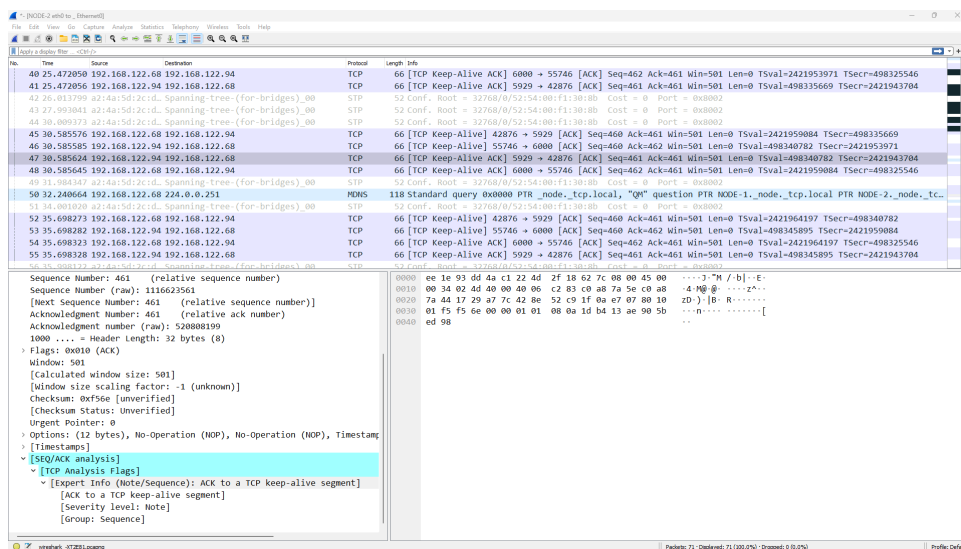 *- [NODE-2 eth0 to _ Ethernet0]
File Edit View Go Capture Analyze Statistics Telephony Wireless Tools Help
Apply a display filter ... <Ctrl-/>
No. Time Source Destination Protocol Length Info
40 25.472050 192.168.122.68 192.168.122.94 TCP 66 [TCP Keep-Alive ACK] 6000 → 55746 [ACK] Seq=462 Ack=461 Win=501 Len=0 TSval=2421953971 TSecr=498325546
41 25.472056 192.168.122.94 192.168.122.68 TCP 66 [TCP Keep-Alive ACK] 5929 → 42876 [ACK] Seq=461 Ack=461 Win=501 Len=0 TSval=498335669 TSecr=2421943704
42 26.013799 a2:4a:5d:2c:d… Spanning-tree-(for-bridges)_00 STP 52 Conf. Root = 32768/0/52:54:00:f1:30:8b Cost = 0 Port = 0x8002
43 27.993041 a2:4a:5d:2c:d… Spanning-tree-(for-bridges)_00 STP 52 Conf. Root = 32768/0/52:54:00:f1:30:8b Cost = 0 Port = 0x8002
44 30.009373 a2:4a:5d:2c:d… Spanning-tree-(for-bridges)_00 STP 52 Conf. Root = 32768/0/52:54:00:f1:30:8b Cost = 0 Port = 0x8002
45 30.585576 192.168.122.68 192.168.122.94 TCP 66 [TCP Keep-Alive] 42876 → 5929 [ACK] Seq=460 Ack=461 Win=501 Len=0 TSval=2421959084 TSecr=498335669
46 30.585585 192.168.122.94 192.168.122.68 TCP 66 [TCP Keep-Alive] 55746 → 6000 [ACK] Seq=460 Ack=462 Win=501 Len=0 TSval=498340782 TSecr=2421953971
47 30.585624 192.168.122.94 192.168.122.68 TCP 66 [TCP Keep-Alive ACK] 5929 → 42876 [ACK] Seq=461 Ack=461 Win=501 Len=0 TSval=498340782 TSecr=2421943704
48 30.585645 192.168.122.68 192.168.122.94 TCP 66 [TCP Keep-Alive ACK] 6000 → 55746 [ACK] Seq=462 Ack=461 Win=501 Len=0 TSval=2421959084 TSecr=498325546
49 31.984347 a2:4a:5d:2c:d… Spanning-tree-(for-bridges)_00 STP 52 Conf. Root = 32768/0/52:54:00:f1:30:8b Cost = 0 Port = 0x8002
50 32.240664 192.168.122.68 224.0.0.251 MDNS 118 Standard query 0x0000 PTR _node._tcp.local, "QM" question PTR NODE-1._node._tcp.local PTR NODE-2._node._tc…
51 34.001020 a2:4a:5d:2c:d… Spanning-tree-(for-bridges)_00 STP 52 Conf. Root = 32768/0/52:54:00:f1:30:8b Cost = 0 Port = 0x8002
52 35.698273 192.168.122.68 192.168.122.94 TCP 66 [TCP Keep-Alive] 42876 → 5929 [ACK] Seq=460 Ack=461 Win=501 Len=0 TSval=2421964197 TSecr=498340782
53 35.698282 192.168.122.94 192.168.122.68 TCP 66 [TCP Keep-Alive] 55746 → 6000 [ACK] Seq=460 Ack=462 Win=501 Len=0 TSval=498345895 TSecr=2421959084
54 35.698323 192.168.122.68 192.168.122.94 TCP 66 [TCP Keep-Alive ACK] 6000 → 55746 [ACK] Seq=462 Ack=461 Win=501 Len=0 TSval=2421964197 TSecr=498325546
55 35.698328 192.168.122.94 192.168.122.68 TCP 66 [TCP Keep-Alive ACK] 5929 → 42876 [ACK] Seq=461 Ack=461 Win=501 Len=0 TSval=498345895 TSecr=2421943704
56 35.998122 a2:4a:5d:2c:d… Spanning-tree-(for-bridges)_00 STP 52 Conf. Root = 32768/0/52:54:00:f1:30:8b Cost = 0 Port = 0x8002
Sequence Number: 461 (relative sequence number)
Sequence Number (raw): 1116623561
[Next Sequence Number: 461 (relative sequence number)]
Acknowledgment Number: 461 (relative ack number)
Acknowledgment number (raw): 520808199
1000 .... = Header Length: 32 bytes (8)
Flags: 0x010 (ACK)
Window: 501
[Calculated window size: 501]
[Window size scaling factor: -1 (unknown)]
Checksum: 0xf56e [unverified]
[Checksum Status: Unverified]
Urgent Pointer: 0
Options: (12 bytes), No-Operation (NOP), No-Operation (NOP), Timestamp
[Timestamps]
[SEQ/ACK analysis]
[TCP Analysis Flags]
[Expert Info (Note/Sequence): ACK to a TCP keep-alive segment]
[ACK to a TCP keep-alive segment]
[Severity level: Note]
[Group: Sequence]
0000 ee 1e 93 dd 4a c1 22 4d 2f 18 62 7c 08 00 45 00 ····J·"M /·b|··E·
0010 00 34 02 4d 40 00 40 06 c2 83 c0 a8 7a 5e c0 a8 ·4·M@·@· ····z^··
0020 7a 44 17 29 a7 7c 42 8e 52 c9 1f 0a e7 07 80 10 zD·)·|B· R·······
0030 01 f5 f5 6e 00 00 01 01 08 0a 1d b4 13 ae 90 5b ···n···· ·······[
0040 ed 98 ··
Packets: 71 · Displayed: 71 (100.0%) · Dropped: 0 (0.0%)